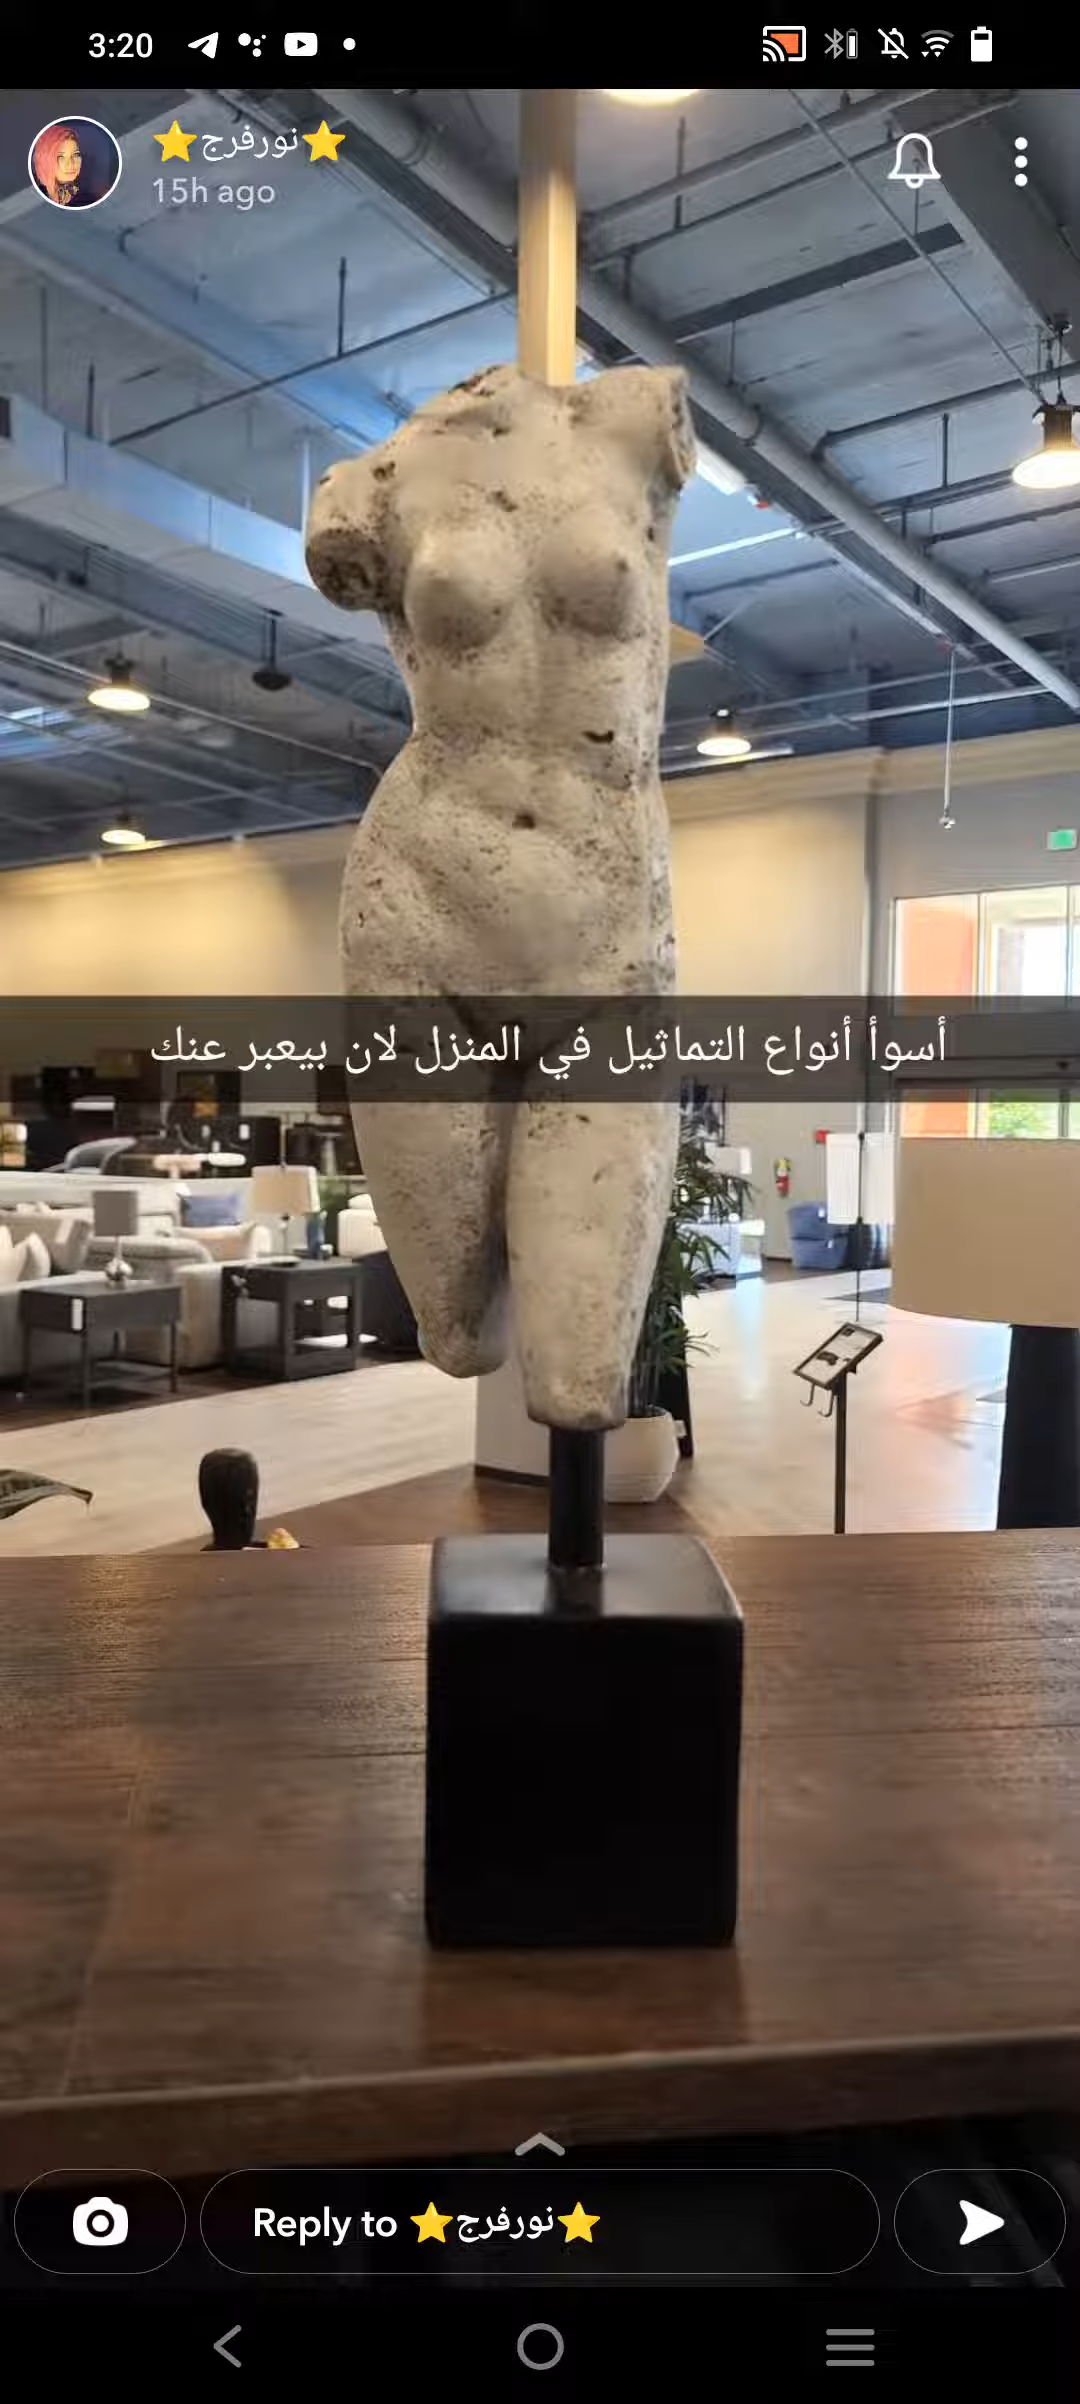 3:20
⭐نورفرج⭐
15h ago
أسوأ أنواع التماثيل في المنزل لان بيعبر عنك
Reply to ⭐نورفرج⭐